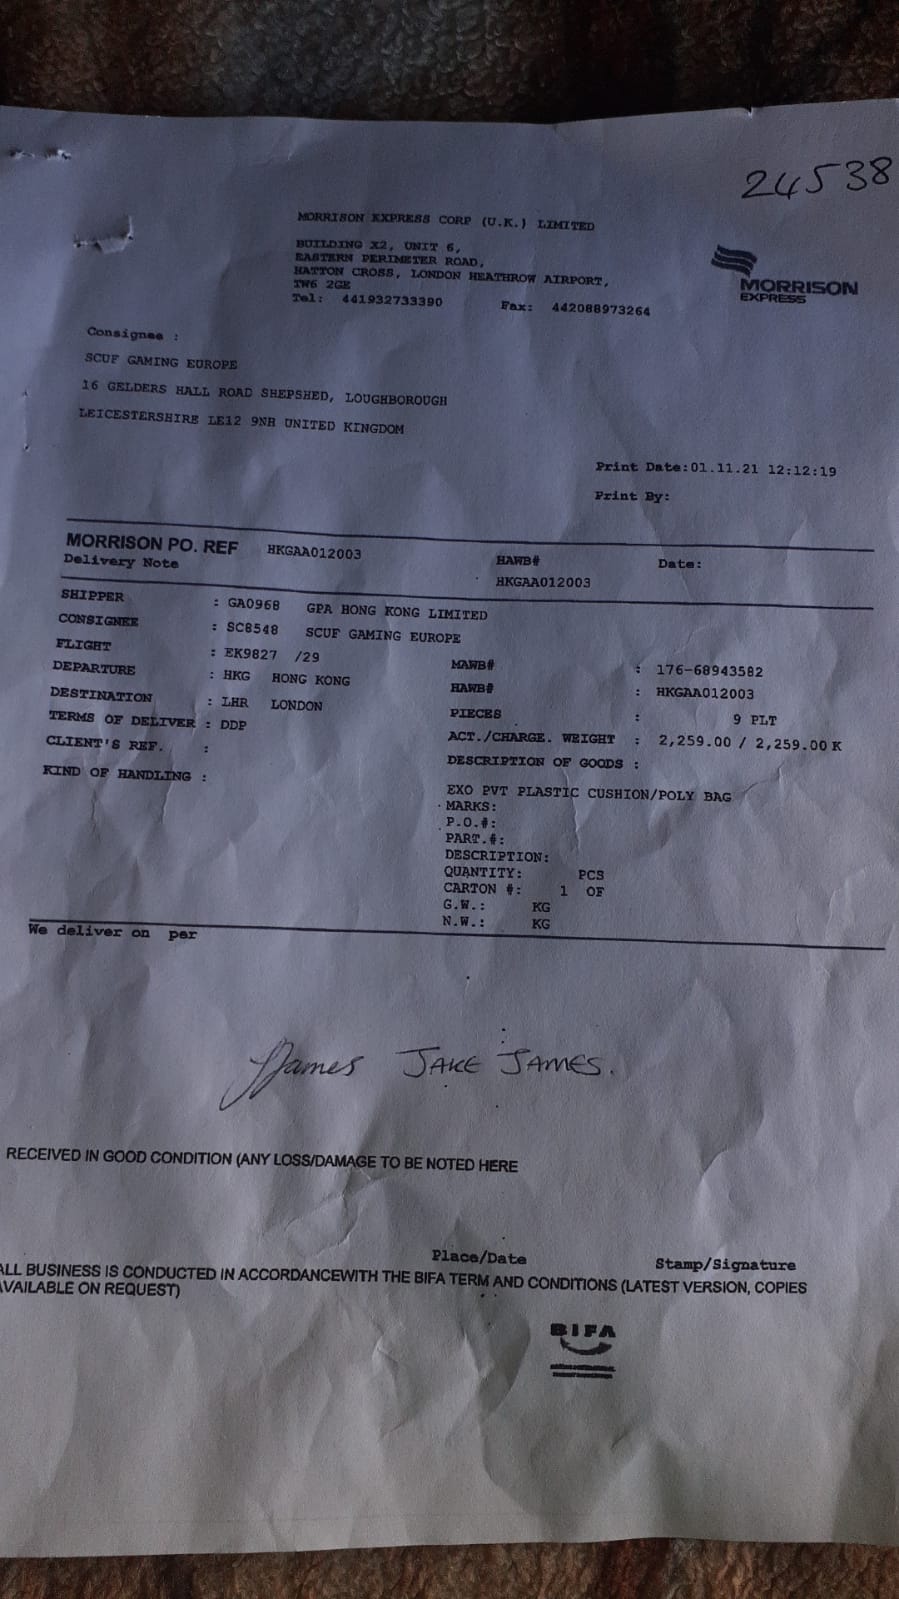 24538
MORRISON EXPRESS CORP (U.K.) LIMITED
BUILDING X2, UNIT 6,
EASTERN PERIMETER ROAD,
HATTON CROSS, LONDON HEATHROW AIRPORT,
TW6 2GE
Tel: 441932733390 Fax: 442088973264
MORRISON
EXPRESS
Consignee :
SCUF GAMING EUROPE
16 GELDERS HALL ROAD SHEPSHED, LOUGHBOROUGH
LEICESTERSHIRE LE12 9NH UNITED KINGDOM
Print Date:01.11.21 12:12:19
Print By:
MORRISON PO. REF HKGAA012003 HAWB# Date:
Delivery Note HKGAA012003
SHIPPER : GA0968 GPA HONG KONG LIMITED
CONSIGNEE : SC8548 SCUF GAMING EUROPE
FLIGHT : EK9827 /29 MAWB# : 176-68943582
DEPARTURE : HKG HONG KONG HAWB# : HKGAA012003
DESTINATION : LHR LONDON PIECES : 9 PLT
TERMS OF DELIVER : DDP ACT./CHARGE. WEIGHT : 2,259.00 / 2,259.00 K
CLIENT'S REF. : DESCRIPTION OF GOODS :
KIND OF HANDLING :
EXO PVT PLASTIC CUSHION/POLY BAG
MARKS:
P.O.#:
PART.#:
DESCRIPTION:
QUANTITY: PCS
CARTON #: 1 OF
G.W.: KG
N.W.: KG
We deliver on per
JJames JAKE JAMES.
RECEIVED IN GOOD CONDITION (ANY LOSS/DAMAGE TO BE NOTED HERE
Place/Date Stamp/Signature
ALL BUSINESS IS CONDUCTED IN ACCORDANCEWITH THE BIFA TERM AND CONDITIONS (LATEST VERSION, COPIES
AVAILABLE ON REQUEST)
BIFA